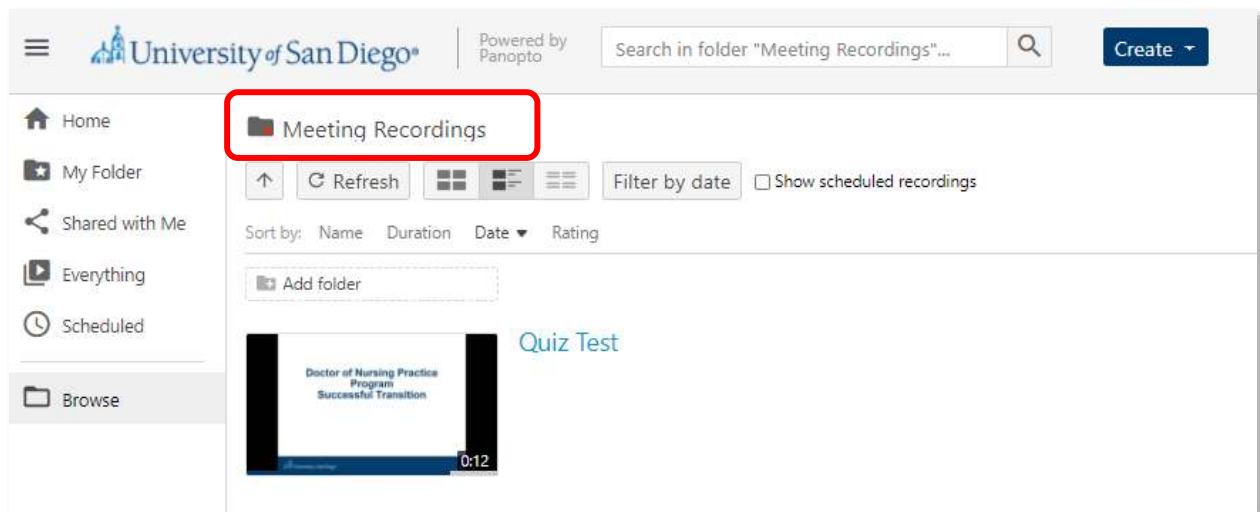 University of San Diego®
Powered by
Panopto
Search in folder "Meeting Recordings"...
Create
Home
My Folder
Shared with Me
Everything
Scheduled
Browse
Meeting Recordings
Refresh
Filter by date
Show scheduled recordings
Sort by: Name Duration Date Rating
Add folder
Doctor of Nursing Practice
Program
Successful Transition
0:12
Quiz Test